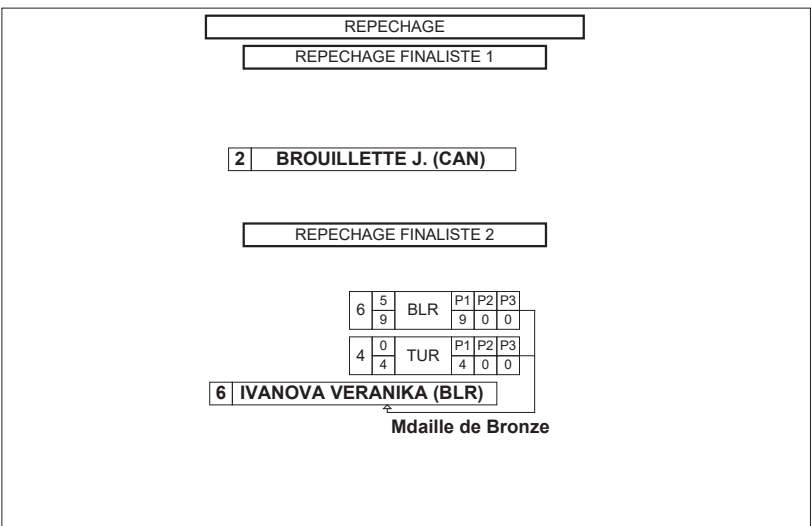 REPECHAGE
REPECHAGE FINALISTE 1
2 BROUILLETTE J. (CAN)
REPECHAGE FINALISTE 2
6 5 BLR P1 P2 P3
9 9 0 0
4 0 TUR P1 P2 P3
4 4 0 0
6 IVANOVA VERANIKA (BLR)
Mdaille de Bronze